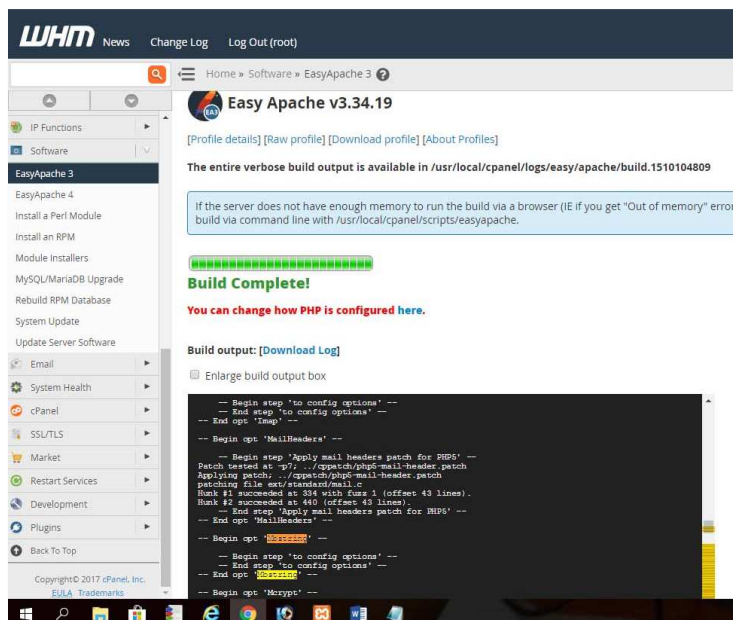 WHM News Change Log Log Out (root)
Home » Software » EasyApache 3
IP Functions
Software
EasyApache 3
EasyApache 4
Install a Perl Module
Install an RPM
Module Installers
MySQL/MariaDB Upgrade
Rebuild RPM Database
System Update
Update Server Software
Email
System Health
cPanel
SSL/TLS
Market
Restart Services
Development
Plugins
Back To Top
Copyright© 2017 cPanel, Inc.
EULA Trademarks
EA3
Easy Apache v3.34.19
[Profile details] [Raw profile] [Download profile] [About Profiles]
The entire verbose build output is available in /usr/local/cpanel/logs/easy/apache/build.1510104809
If the server does not have enough memory to run the build via a browser (IE if you get "Out of memory" error
build via command line with /usr/local/cpanel/scripts/easyapache.
Build Complete!
You can change how PHP is configured here.
Build output: [Download Log]
Enlarge build output box
-- Begin step 'to config options' --
-- End step 'to config options' --
-- End opt 'Imap' --
-- Begin opt 'MailHeaders' --
-- Begin step 'Apply mail headers patch for PHP5' --
Patch tested at -p7; ../cppatch/php5-mail-header.patch
Applying patch; ../cppatch/php5-mail-header.patch
patching file ext/standard/mail.c
Hunk #1 succeeded at 334 with fuzz 1 (offset 43 lines).
Hunk #2 succeeded at 440 (offset 43 lines).
-- End step 'Apply mail headers patch for PHP5' --
-- End opt 'MailHeaders' --
-- Begin opt 'Mbstring' --
-- Begin step 'to config options' --
-- End step 'to config options' --
-- End opt 'Mbstring' --
-- Begin opt 'Mcrypt' --